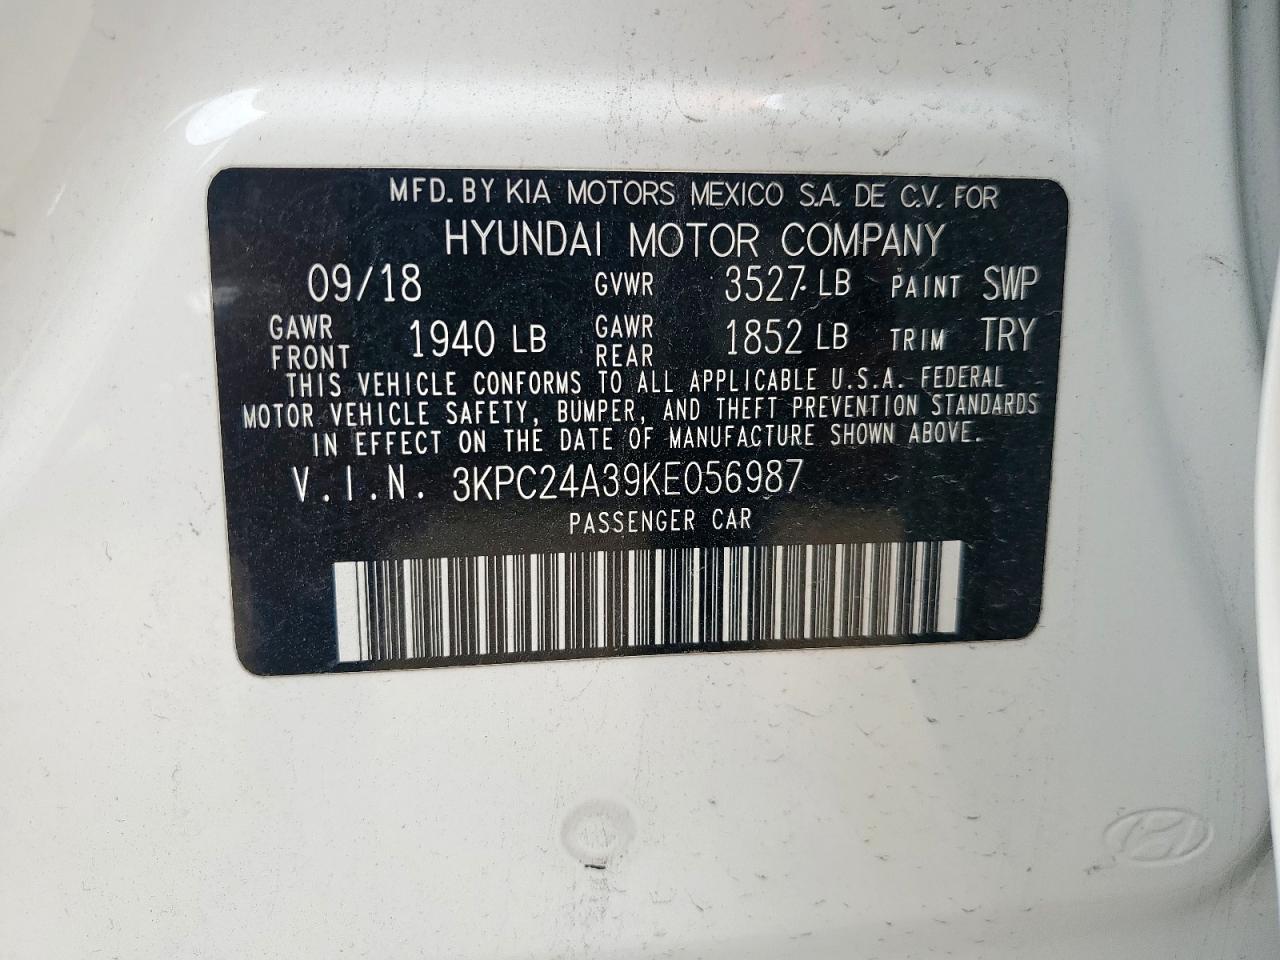 MFD. BY KIA MOTORS MEXICO S.A. DE C.V. FOR
HYUNDAI MOTOR COMPANY
09/18 GVWR 3527 LB PAINT SWP
GAWR FRONT 1940 LB GAWR REAR 1852 LB TRIM TRY
THIS VEHICLE CONFORMS TO ALL APPLICABLE U.S.A. FEDERAL
MOTOR VEHICLE SAFETY, BUMPER, AND THEFT PREVENTION STANDARDS
IN EFFECT ON THE DATE OF MANUFACTURE SHOWN ABOVE.
V.I.N. 3KPC24A39KE056987
PASSENGER CAR